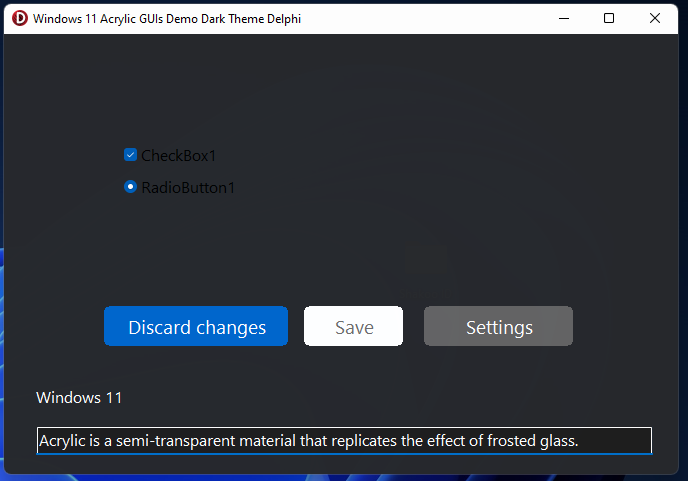 Windows 11 Acrylic GUIs Demo Dark Theme Delphi
CheckBox1
RadioButton1
Discard changes
Save
Settings
Windows 11
Acrylic is a semi-transparent material that replicates the effect of frosted glass.